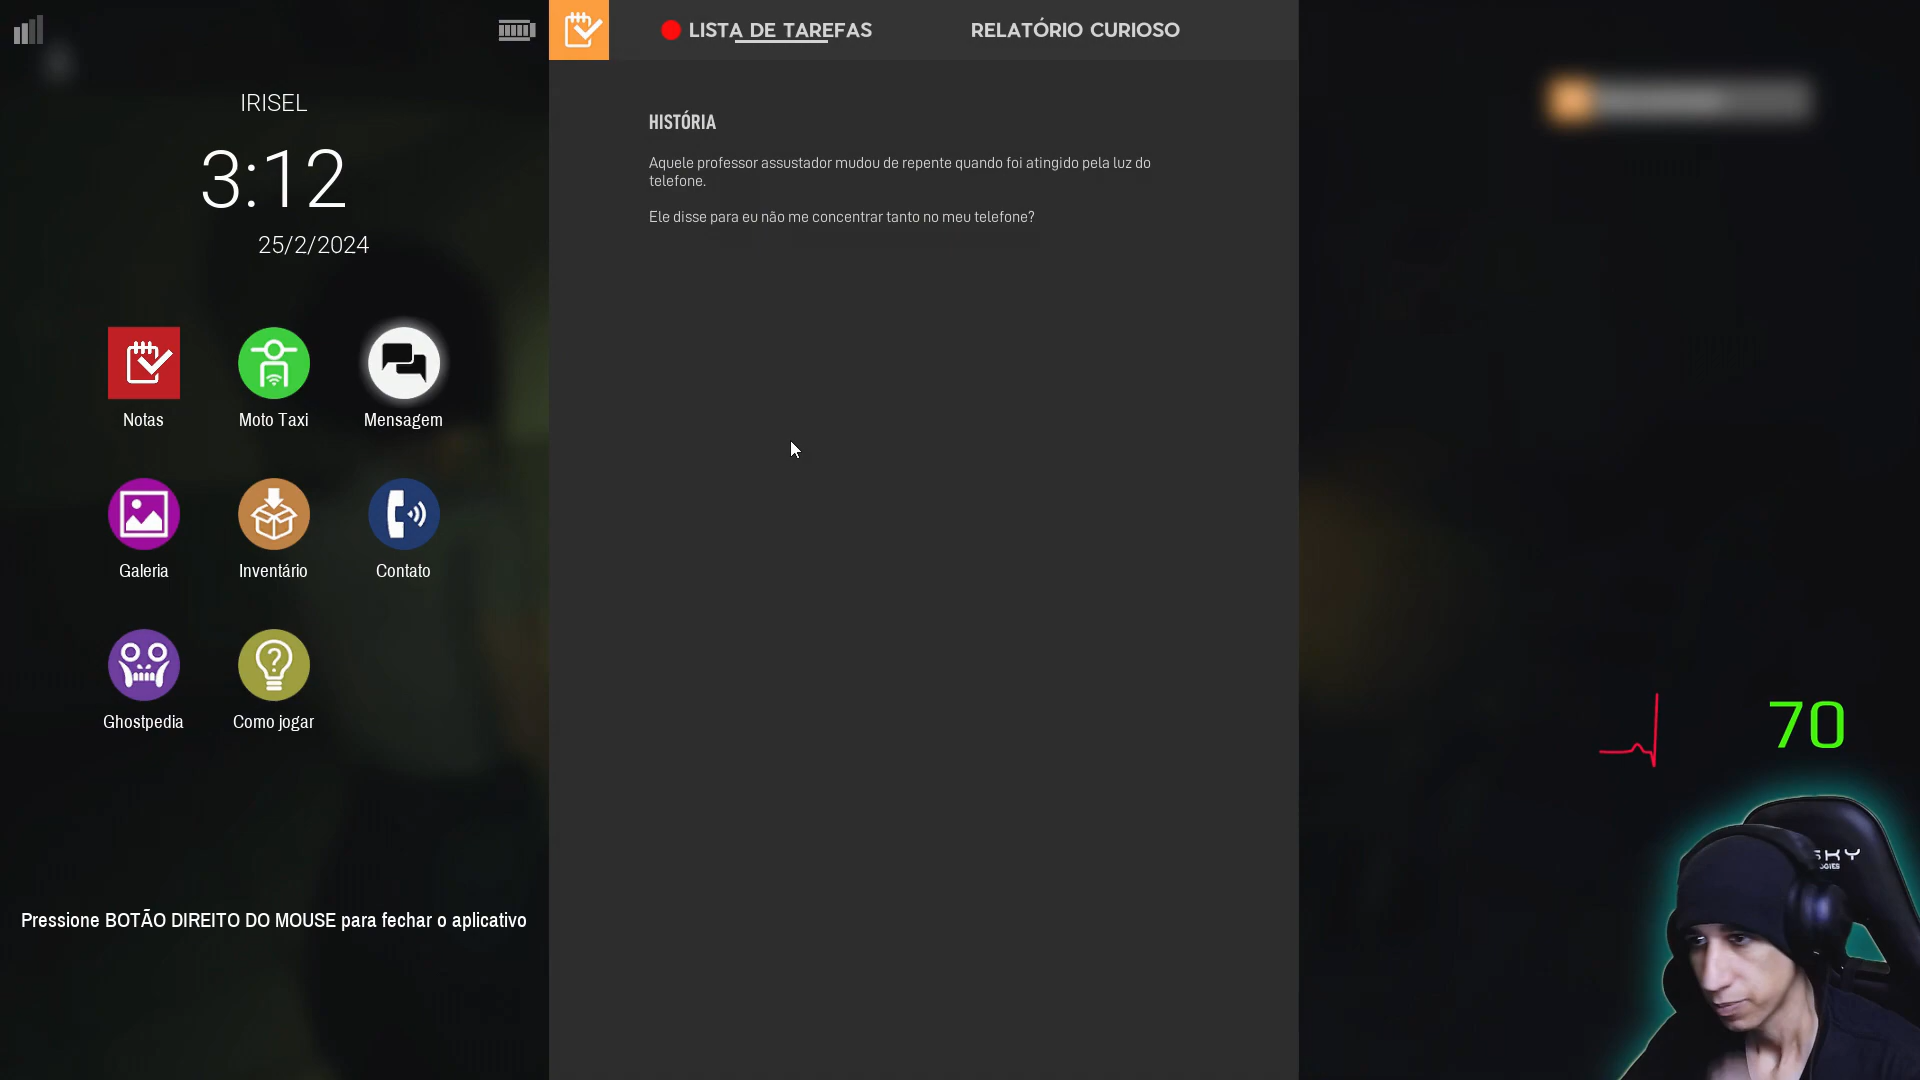 IRISEL
3:12
25/2/2024
Notas
Moto Taxi
Mensagem
Galeria
Inventário
Contato
Ghostpedia
Como jogar
Pressione BOTÃO DIREITO DO MOUSE para fechar o aplicativo
LISTA DE TAREFAS
RELATÓRIO CURIOSO
HISTÓRIA
Aquele professor assustador mudou de repente quando foi atingido pela luz do
telefone.
Ele disse para eu não me concentrar tanto no meu telefone?
70